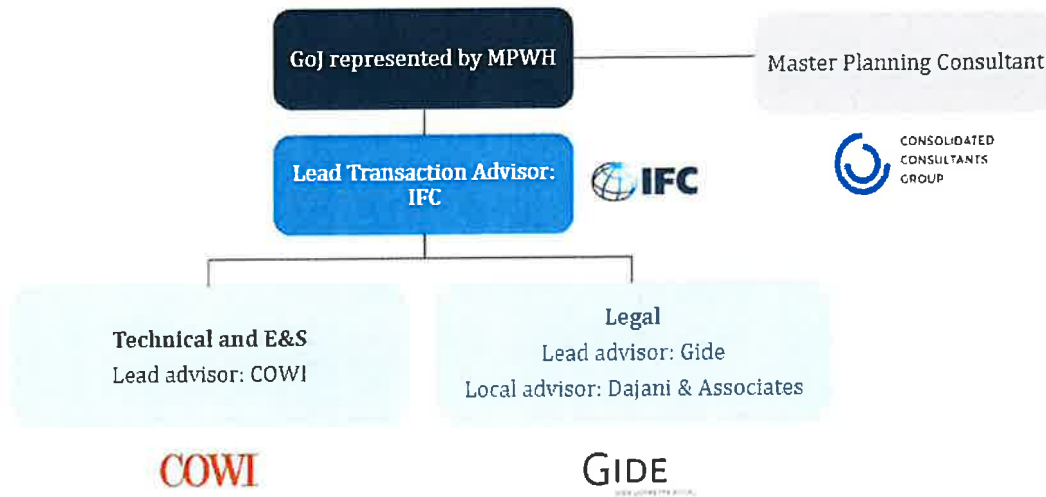 GoJ represented by MPWH
Master Planning Consultant
CONSOLIDATED
CONSULTANTS
GROUP
Lead Transaction Advisor:
IFC
IFC
Technical and E&S
Lead advisor: COWI
Legal
Lead advisor: Gide
Local advisor: Dajani & Associates
COWI
GIDE